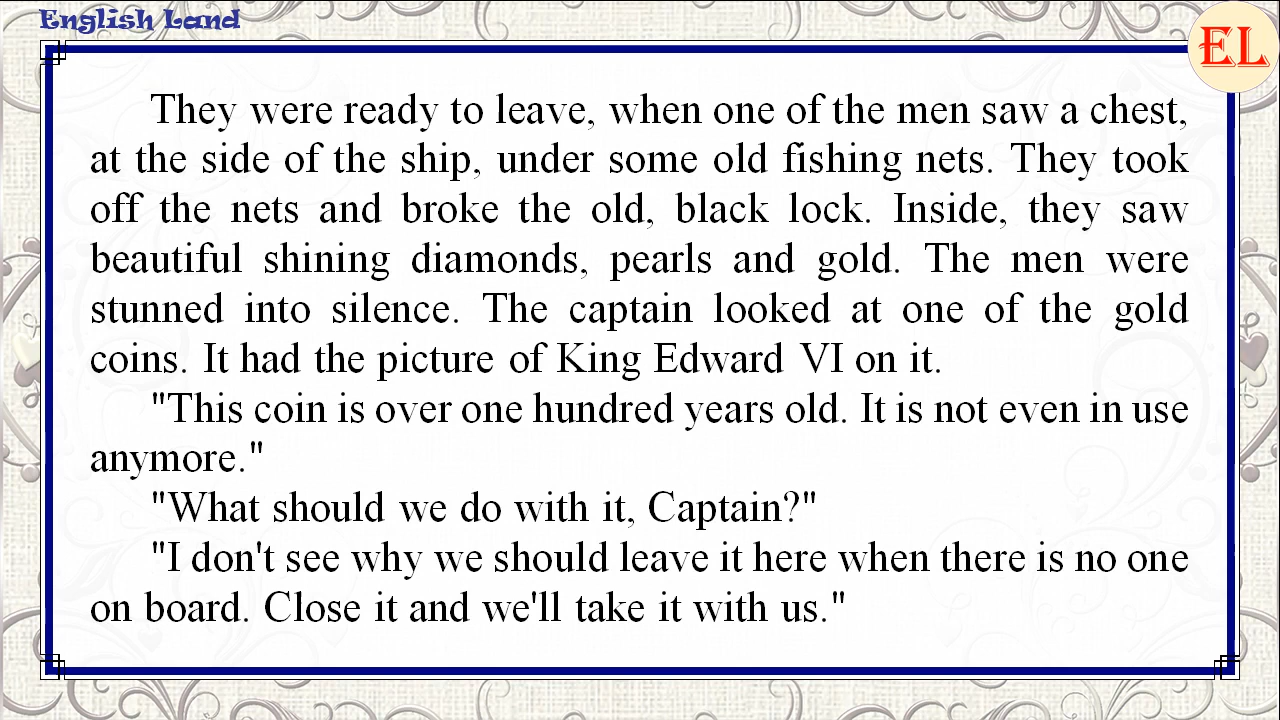 English Land
EL
They were ready to leave, when one of the men saw a chest,
at the side of the ship, under some old fishing nets. They took
off the nets and broke the old, black lock. Inside, they saw
beautiful shining diamonds, pearls and gold. The men were
stunned into silence. The captain looked at one of the gold
coins. It had the picture of King Edward VI on it.
"This coin is over one hundred years old. It is not even in use
anymore."
"What should we do with it, Captain?"
"I don't see why we should leave it here when there is no one
on board. Close it and we'll take it with us."